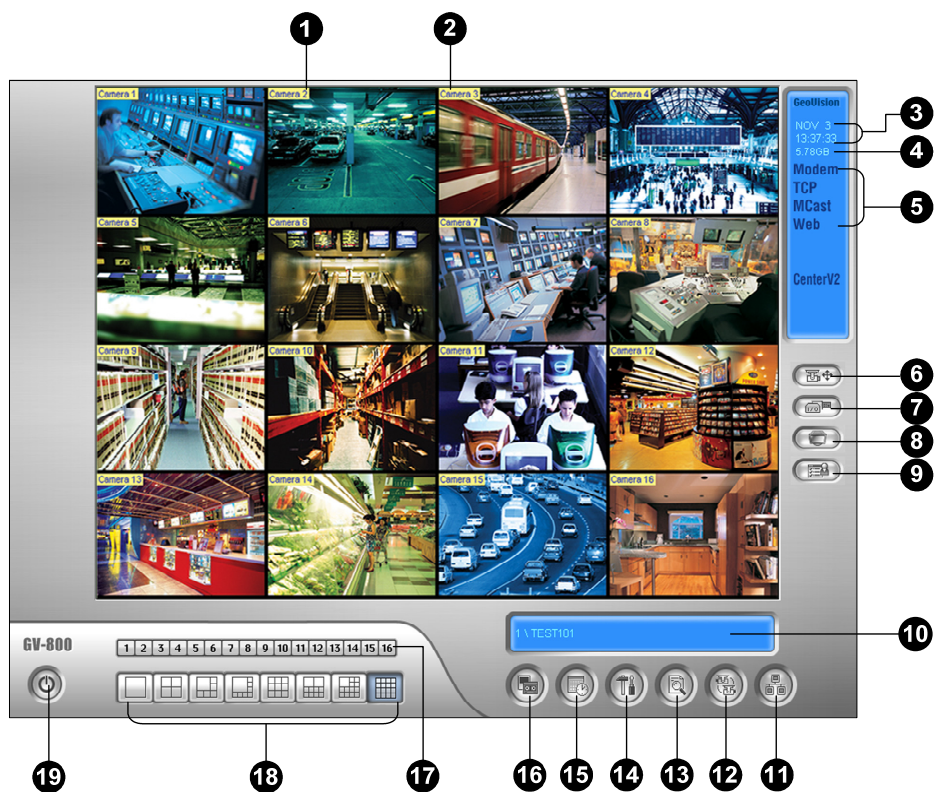 1 2
Camera 1 Camera 2 Camera 3 Camera 4
GeoVision
NOV 3
13:37:33
5.78GB
Modem
TCP
MCast
Web
CenterV2
3
4
5
Camera 5 Camera 6 Camera 7 Camera 8
Camera 9 Camera 10 Camera 11 Camera 12
6
7
8
9
Camera 13 Camera 14 Camera 15 Camera 16
GV-800
1 2 3 4 5 6 7 8 9 10 11 12 13 14 15 16
1 \ TEST101
10
19 18 17 16 15 14 13 12 11